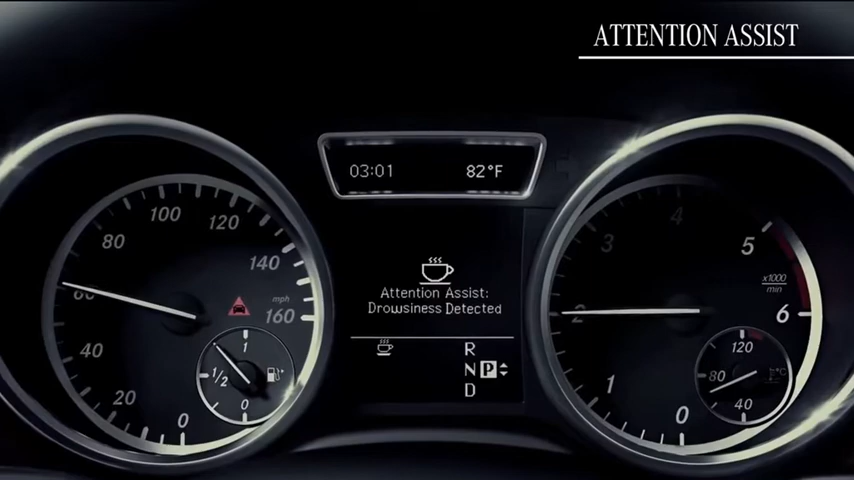 ATTENTION ASSIST
03:01 82°F
Attention Assist:
Drowsiness Detected
R
N P
D
0
20
40
60
80
100
120
140
160
mph
1
1/2
0
0
1
2
3
4
5
6
x1000
min
120
80
40
°C